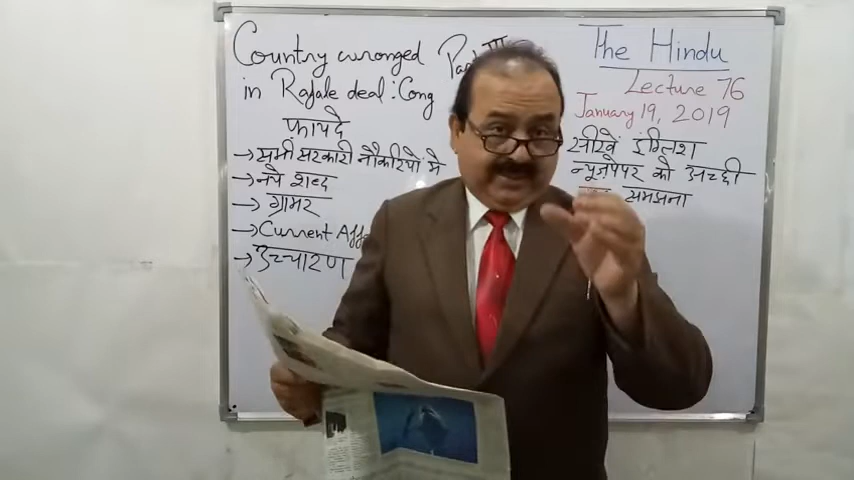 Country wronged
in Rafale deal : Cong
फायदे
→ सभी सरकारी नौकरियों मे
→ नये शब्द
→ ग्रामर
→ Current
→ उच्चारण
The Hindu
Lecture 76
January 19, 2019
सीखें इंग्लिश
न्यूज़पेपर को अच्छी
समझना